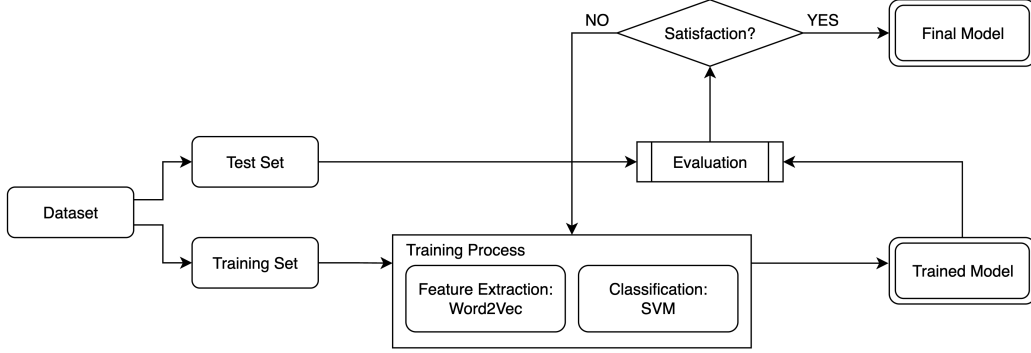 NO
Satisfaction?
YES
Final Model
Test Set
Evaluation
Dataset
Training Set
Training Process
Feature Extraction:
Word2Vec
Classification:
SVM
Trained Model